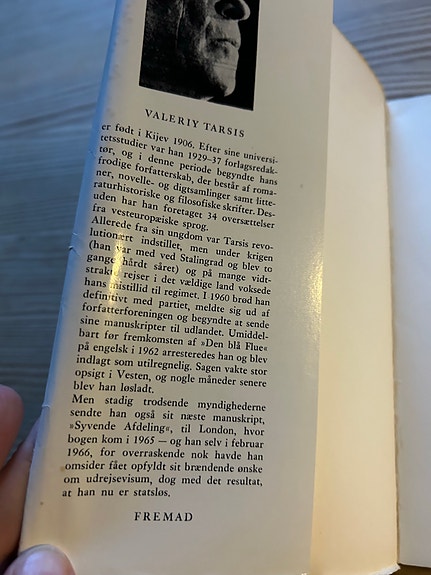 VALERIY TARSIS
er født i Kijev 1906. Efter sine universi-
tetsstudier var han 1929-37 forlagsredak-
tør, og i denne periode begyndte hans
frodige forfatterskab, der består af roma-
ner, novelle- og digtsamlinger samt litte-
raturhistoriske og filosofiske skrifter. Des-
uden har han foretaget 34 oversættelser
fra vesteuropæiske sprog.
Allerede fra sin ungdom var Tarsis revo-
lutionært indstillet, men under krigen
(han var med ved Stalingrad og blev to
gange hårdt såret) og på mange vidt-
strakte rejser i det vældige land voksede
hans mistillid til regimet. I 1960 brød han
definitivt med partiet, meldte sig ud af
forfatterforeningen og begyndte at sende
sine manuskripter til udlandet. Umiddel-
bart før fremkomsten af »Den blå Flue«
på engelsk i 1962 arresteredes han og blev
indlagt som utilregnelig. Sagen vakte stor
opsigt i Vesten, og nogle måneder senere
blev han løsladt.
Men stadig trodsende myndighederne
sendte han også sit næste manuskript,
»Syvende Afdeling«, til London, hvor
bogen kom i 1965 — og han selv i februar
1966, for overraskende nok havde han
omsider fået opfyldt sit brændende ønske
om udrejsevisum, dog med det resultat,
at han nu er statsløs.
FREMAD